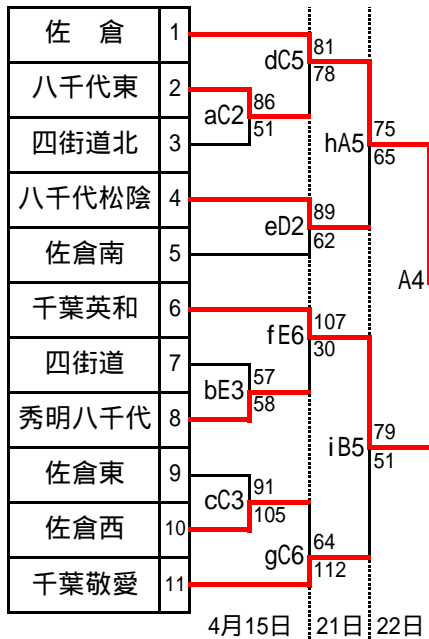 佐 倉 1
八千代東 2
四街道北 3
八千代松陰 4
佐倉南 5
千葉英和 6
四街道 7
秀明八千代 8
佐倉東 9
佐倉西 10
千葉敬愛 11
aC2 86
51
bE3 57
58
cC3 91
105
dC5 81
78
eD2 89
62
fE6 107
30
gC6 64
112
hA5 75
65
iB5 79
51
A4
4月15日 21日 22日